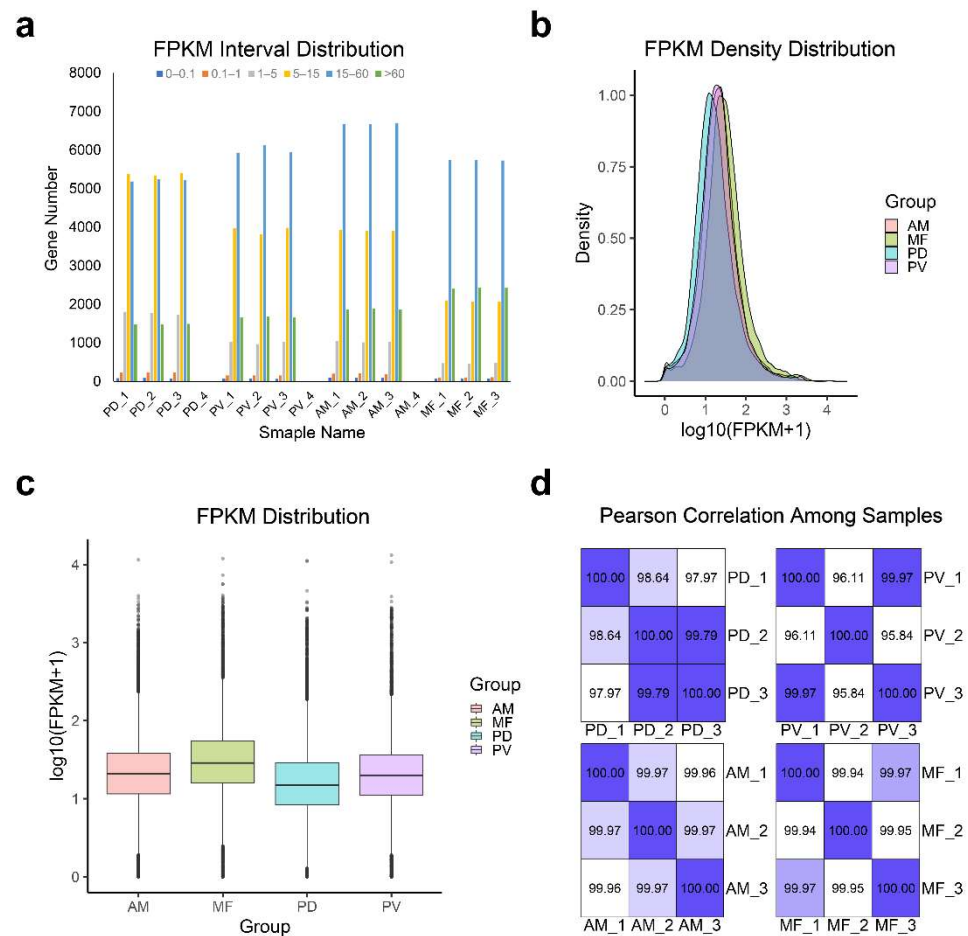 a
FPKM Interval Distribution
0–0.1 0.1–1 1–5 5–15 15–60 >60
8000
7000
6000
5000
4000
3000
2000
1000
0
Gene Number
PD_1 PD_2 PD_3 PD_4 PV_1 PV_2 PV_3 PV_4 AM_1 AM_2 AM_3 AM_4 MF_1 MF_2 MF_3
Smaple Name
b
FPKM Density Distribution
1.00
0.75
0.50
0.25
0.00
Density
0 1 2 3 4
log10(FPKM+1)
Group
AM
MF
PD
PV
c
FPKM Distribution
4
3
2
1
0
log10(FPKM+1)
AM MF PD PV
Group
Group
AM
MF
PD
PV
d
Pearson Correlation Among Samples
100.00 98.64 97.97 PD_1
98.64 100.00 99.79 PD_2
97.97 99.79 100.00 PD_3
PD_1 PD_2 PD_3
100.00 96.11 99.97 PV_1
96.11 100.00 95.84 PV_2
99.97 95.84 100.00 PV_3
PV_1 PV_2 PV_3
100.00 99.97 99.96 AM_1
99.97 100.00 99.97 AM_2
99.96 99.97 100.00 AM_3
AM_1 AM_2 AM_3
100.00 99.94 99.97 MF_1
99.94 100.00 99.95 MF_2
99.97 99.95 100.00 MF_3
MF_1 MF_2 MF_3